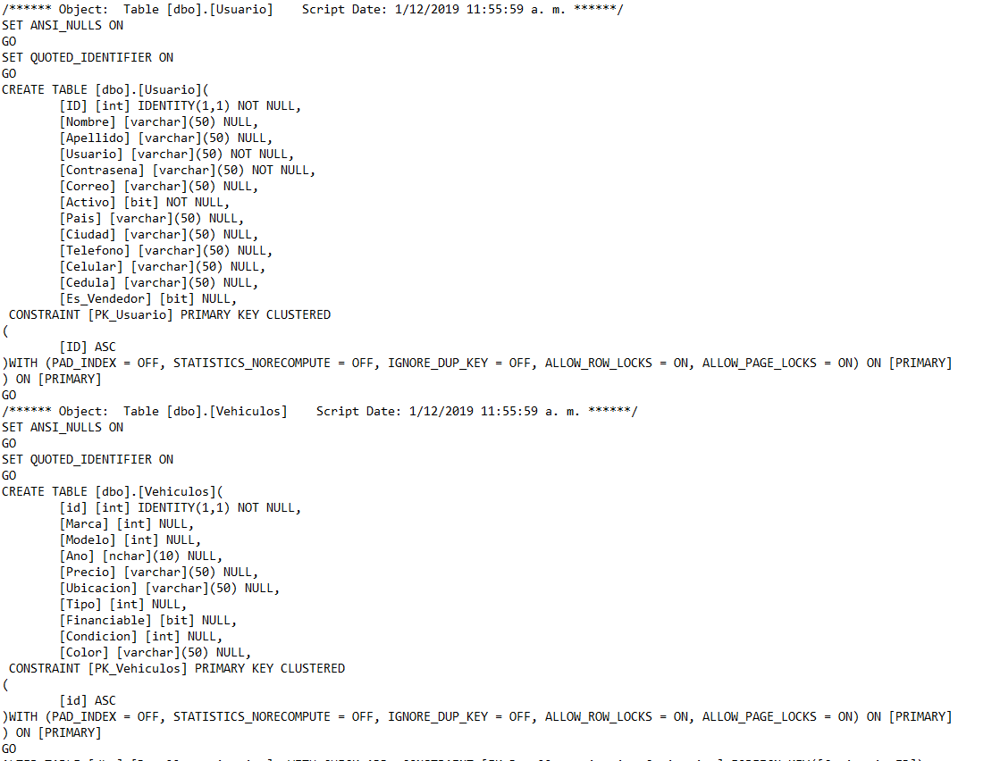 /****** Object:  Table [dbo].[Usuario]    Script Date: 1/12/2019 11:55:59 a. m. ******/
SET ANSI_NULLS ON
GO
SET QUOTED_IDENTIFIER ON
GO
CREATE TABLE [dbo].[Usuario](
	[ID] [int] IDENTITY(1,1) NOT NULL,
	[Nombre] [varchar](50) NULL,
	[Apellido] [varchar](50) NULL,
	[Usuario] [varchar](50) NOT NULL,
	[Contrasena] [varchar](50) NOT NULL,
	[Correo] [varchar](50) NULL,
	[Activo] [bit] NOT NULL,
	[Pais] [varchar](50) NULL,
	[Ciudad] [varchar](50) NULL,
	[Telefono] [varchar](50) NULL,
	[Celular] [varchar](50) NULL,
	[Cedula] [varchar](50) NULL,
	[Es_Vendedor] [bit] NULL,
 CONSTRAINT [PK_Usuario] PRIMARY KEY CLUSTERED
(
	[ID] ASC
)WITH (PAD_INDEX = OFF, STATISTICS_NORECOMPUTE = OFF, IGNORE_DUP_KEY = OFF, ALLOW_ROW_LOCKS = ON, ALLOW_PAGE_LOCKS = ON) ON [PRIMARY]
) ON [PRIMARY]
GO
/****** Object:  Table [dbo].[Vehiculos]    Script Date: 1/12/2019 11:55:59 a. m. ******/
SET ANSI_NULLS ON
GO
SET QUOTED_IDENTIFIER ON
GO
CREATE TABLE [dbo].[Vehiculos](
	[id] [int] IDENTITY(1,1) NOT NULL,
	[Marca] [int] NULL,
	[Modelo] [int] NULL,
	[Ano] [nchar](10) NULL,
	[Precio] [varchar](50) NULL,
	[Ubicacion] [varchar](50) NULL,
	[Tipo] [int] NULL,
	[Financiable] [bit] NULL,
	[Condicion] [int] NULL,
	[Color] [varchar](50) NULL,
 CONSTRAINT [PK_Vehiculos] PRIMARY KEY CLUSTERED
(
	[id] ASC
)WITH (PAD_INDEX = OFF, STATISTICS_NORECOMPUTE = OFF, IGNORE_DUP_KEY = OFF, ALLOW_ROW_LOCKS = ON, ALLOW_PAGE_LOCKS = ON) ON [PRIMARY]
) ON [PRIMARY]
GO